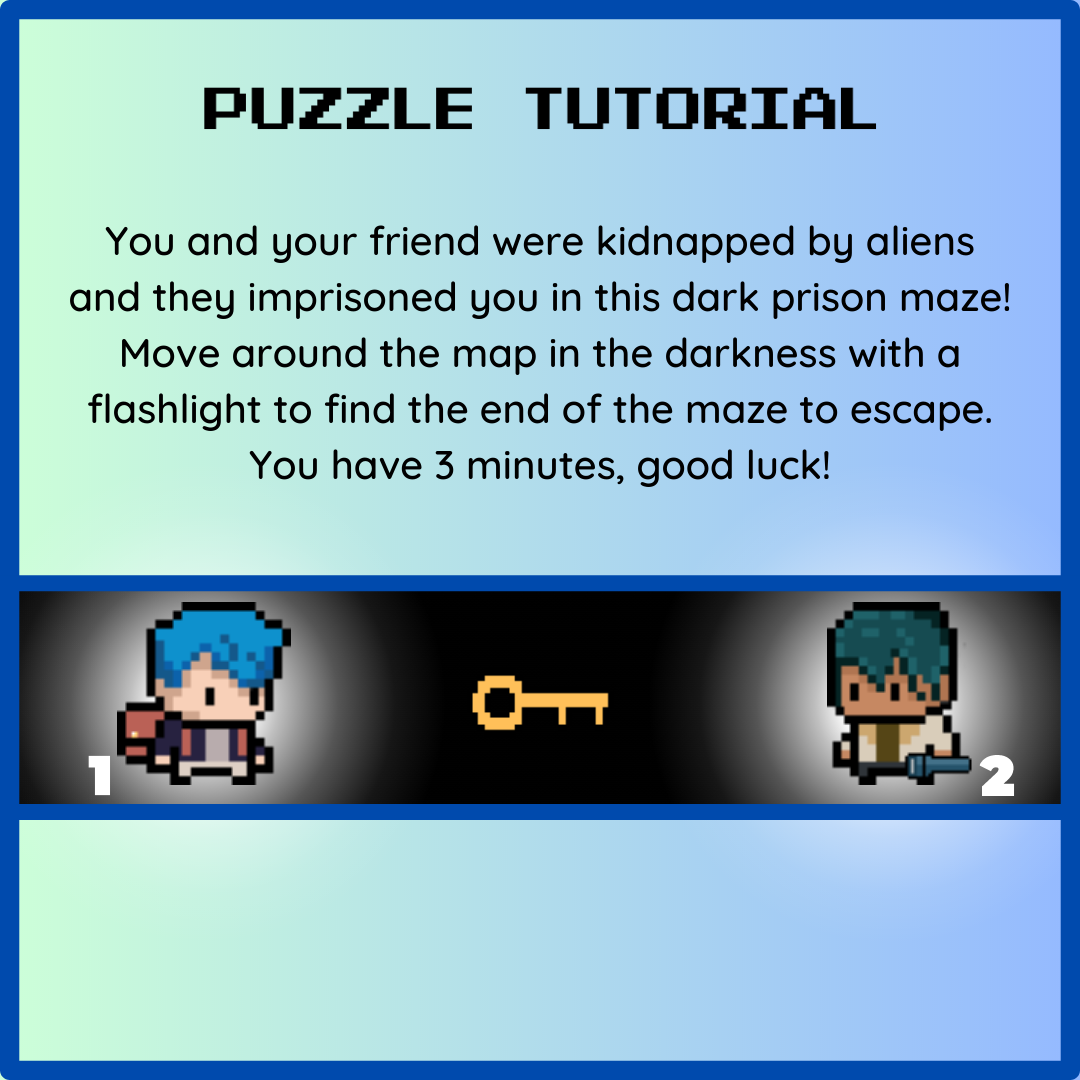 PUZZLE TUTORIAL
You and your friend were kidnapped by aliens
and they imprisoned you in this dark prison maze!
Move around the map in the darkness with a
flashlight to find the end of the maze to escape.
You have 3 minutes, good luck!
1
2